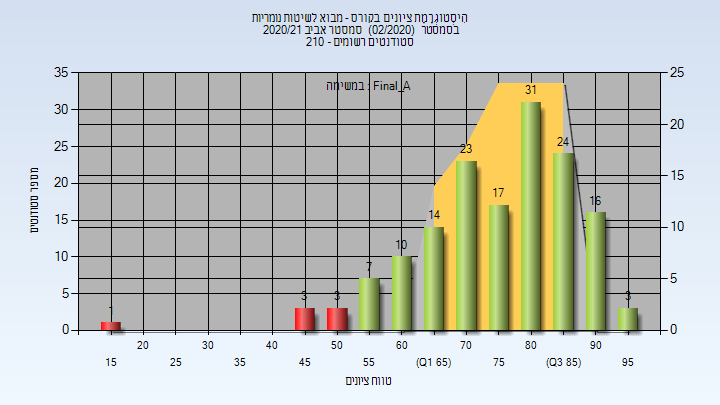 היסטוגרמת ציונים בקורס - מבוא לשיטות נומריות
בסמסטר (02/2020) סמסטר אביב 2020/21
סטודנטים רשומים - 210
במשימה : Final_A
מספר סטודנטים
35 30 25 20 15 10 5 0
25 20 15 10 5 0
1 3 3 7 10 14 23 17 31 24 16 3
20 30 40 50 60 70 80 90
15 25 35 45 55 (Q1 65) 75 (Q3 85) 95
טווח ציונים